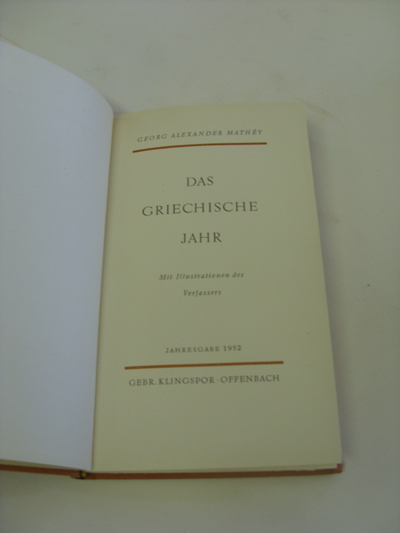 GEORG ALEXANDER MATHÉY
DAS
GRIECHISCHE
JAHR
Mit Illustrationen des
Verfassers
JAHRESGABE 1952
GEBR. KLINGSPOR · OFFENBACH